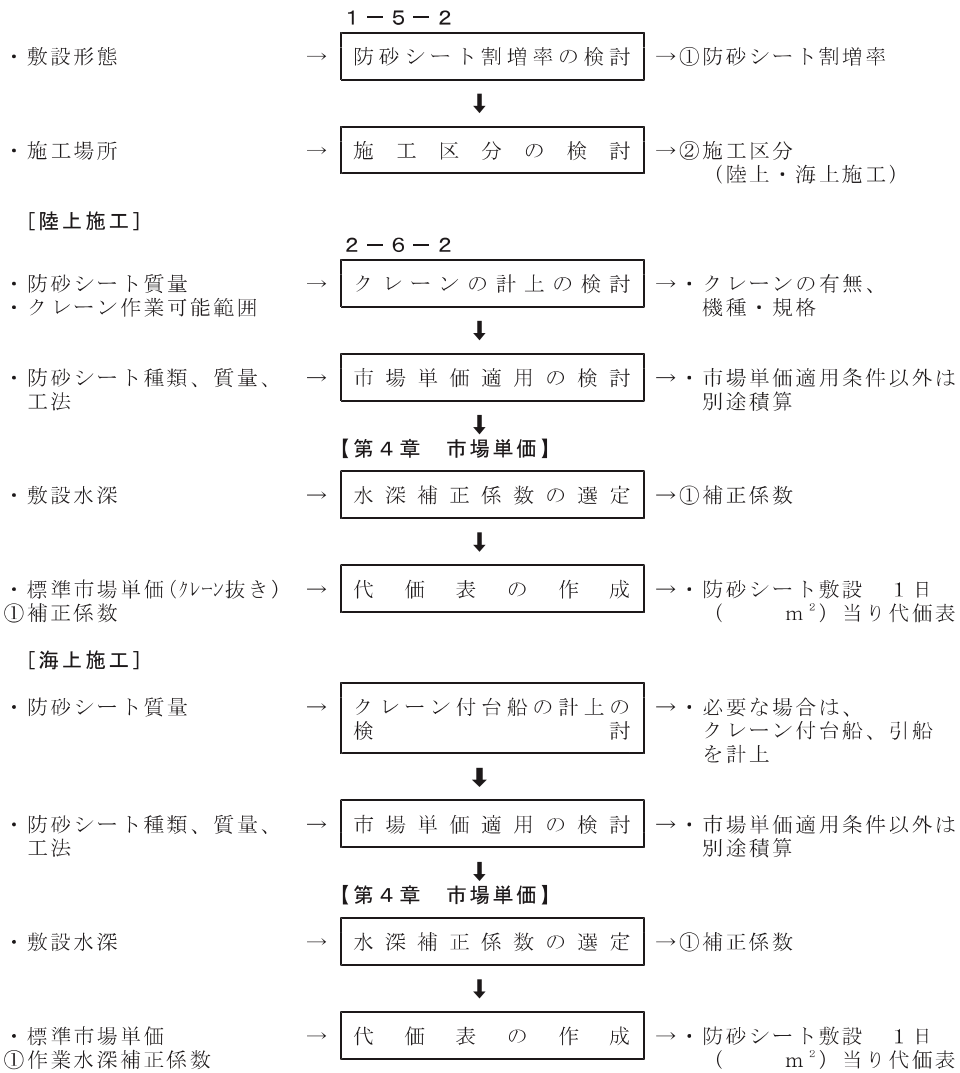 １－５－２
・敷設形態 → 防砂シート割増率の検討 →①防砂シート割増率
・施工場所 → 施工区分の検討 →②施工区分
（陸上・海上施工）
［陸上施工］
２－６－２
・防砂シート質量 → クレーンの計上の検討 →・クレーンの有無、
・クレーン作業可能範囲 機種・規格
・防砂シート種類、質量、 → 市場単価適用の検討 →・市場単価適用条件以外は
工法 別途積算
【第４章　市場単価】
・敷設水深 → 水深補正係数の選定 →①補正係数
・標準市場単価(ｸﾚｰﾝ抜き) → 代価表の作成 →・防砂シート敷設　１日
①補正係数 （　　ｍ²）当り代価表
［海上施工］
・防砂シート質量 → クレーン付台船の計上の →・必要な場合は、
検討 クレーン付台船、引船
を計上
・防砂シート種類、質量、 → 市場単価適用の検討 →・市場単価適用条件以外は
工法 別途積算
【第４章　市場単価】
・敷設水深 → 水深補正係数の選定 →①補正係数
・標準市場単価 → 代価表の作成 →・防砂シート敷設　１日
①作業水深補正係数 （　　ｍ²）当り代価表